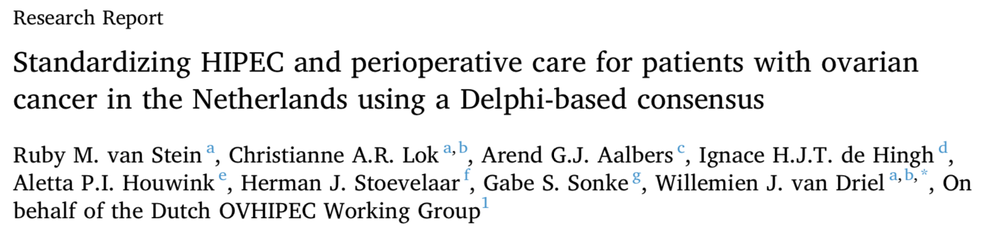 Research Report
Standardizing HIPEC and perioperative care for patients with ovarian
cancer in the Netherlands using a Delphi-based consensus
Ruby M. van Stein a, Christianne A.R. Lok a,b, Arend G.J. Aalbers c, Ignace H.J.T. de Hingh d,
Aletta P.I. Houwink e, Herman J. Stoevelaar f, Gabe S. Sonke g, Willemien J. van Driel a,b,*, On
behalf of the Dutch OVHIPEC Working Group1